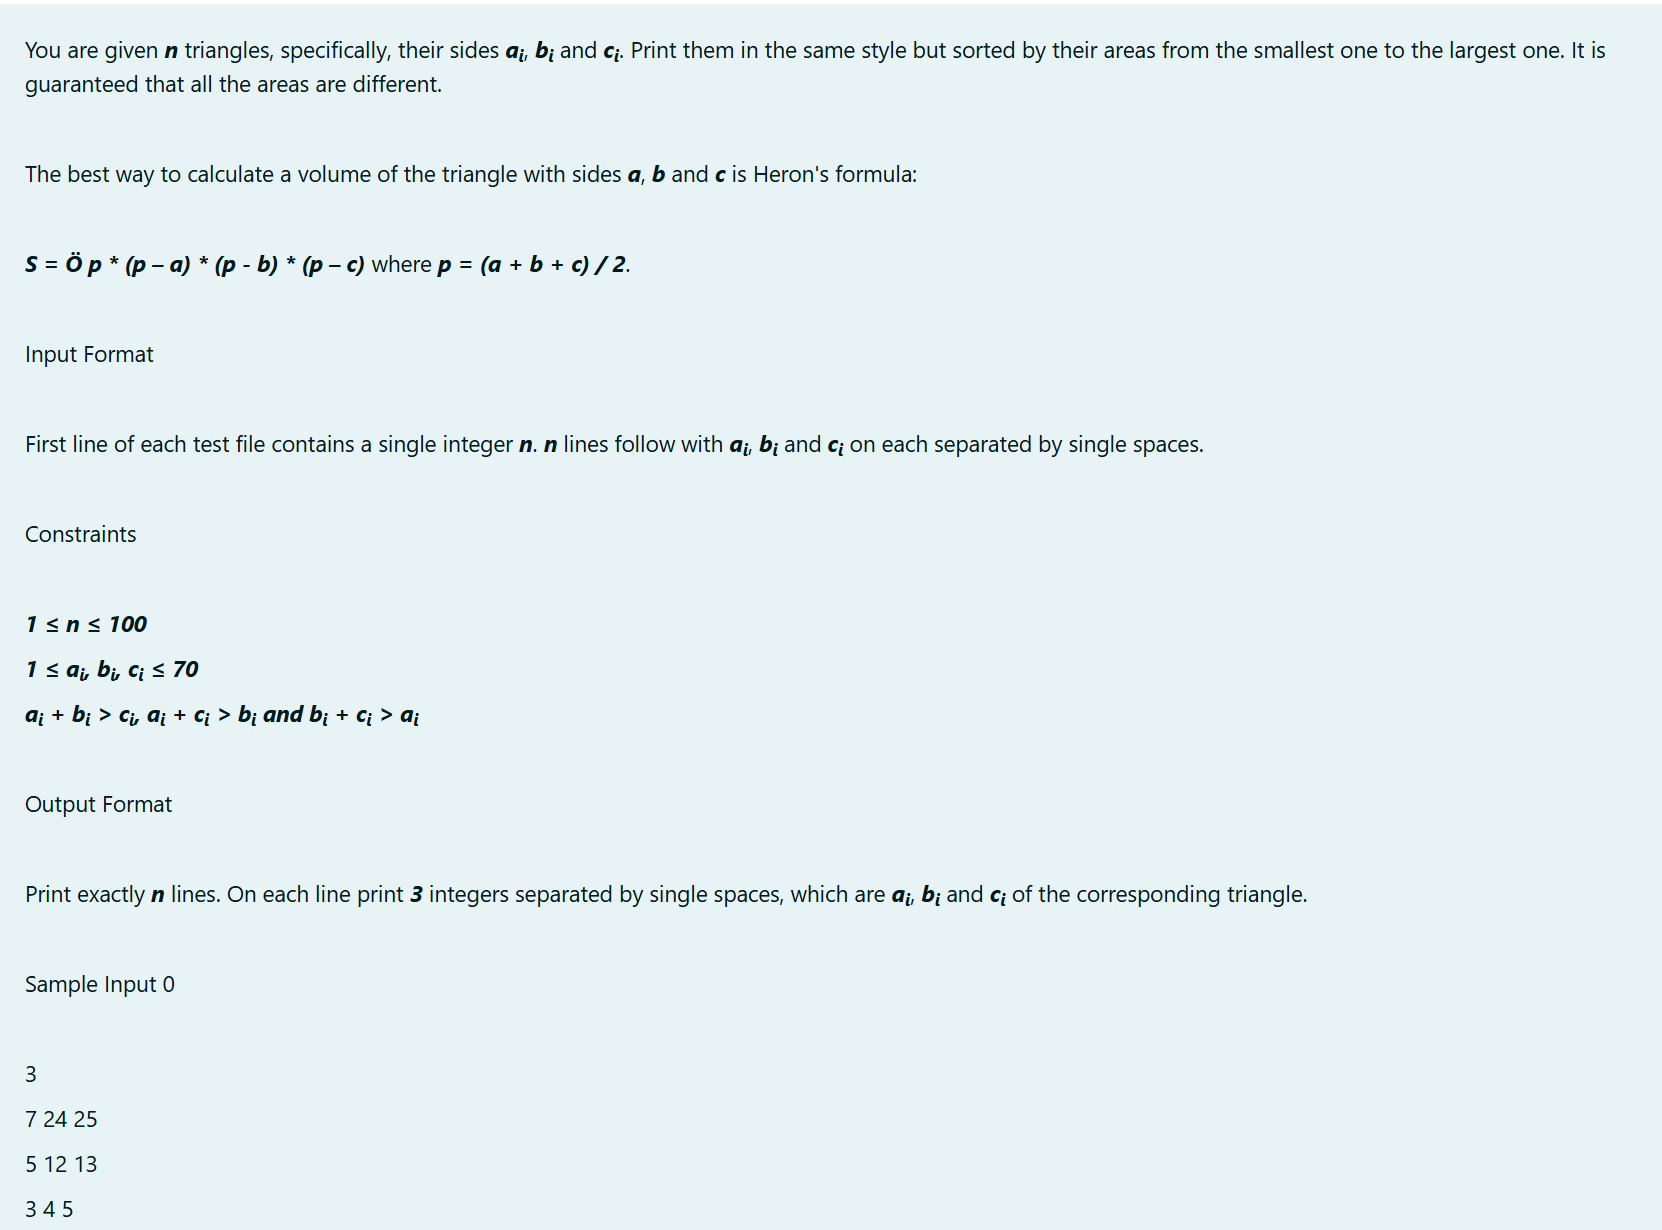 You are given n triangles, specifically, their sides aᵢ, bᵢ and cᵢ. Print them in the same style but sorted by their areas from the smallest one to the largest one. It is
guaranteed that all the areas are different.
The best way to calculate a volume of the triangle with sides a, b and c is Heron's formula:
S = Ö p * (p – a) * (p - b) * (p – c) where p = (a + b + c) / 2.
Input Format
First line of each test file contains a single integer n. n lines follow with aᵢ, bᵢ and cᵢ on each separated by single spaces.
Constraints
1 ≤ n ≤ 100
1 ≤ aᵢ, bᵢ, cᵢ ≤ 70
aᵢ + bᵢ > cᵢ, aᵢ + cᵢ > bᵢ and bᵢ + cᵢ > aᵢ
Output Format
Print exactly n lines. On each line print 3 integers separated by single spaces, which are aᵢ, bᵢ and cᵢ of the corresponding triangle.
Sample Input 0
3
7 24 25
5 12 13
3 4 5